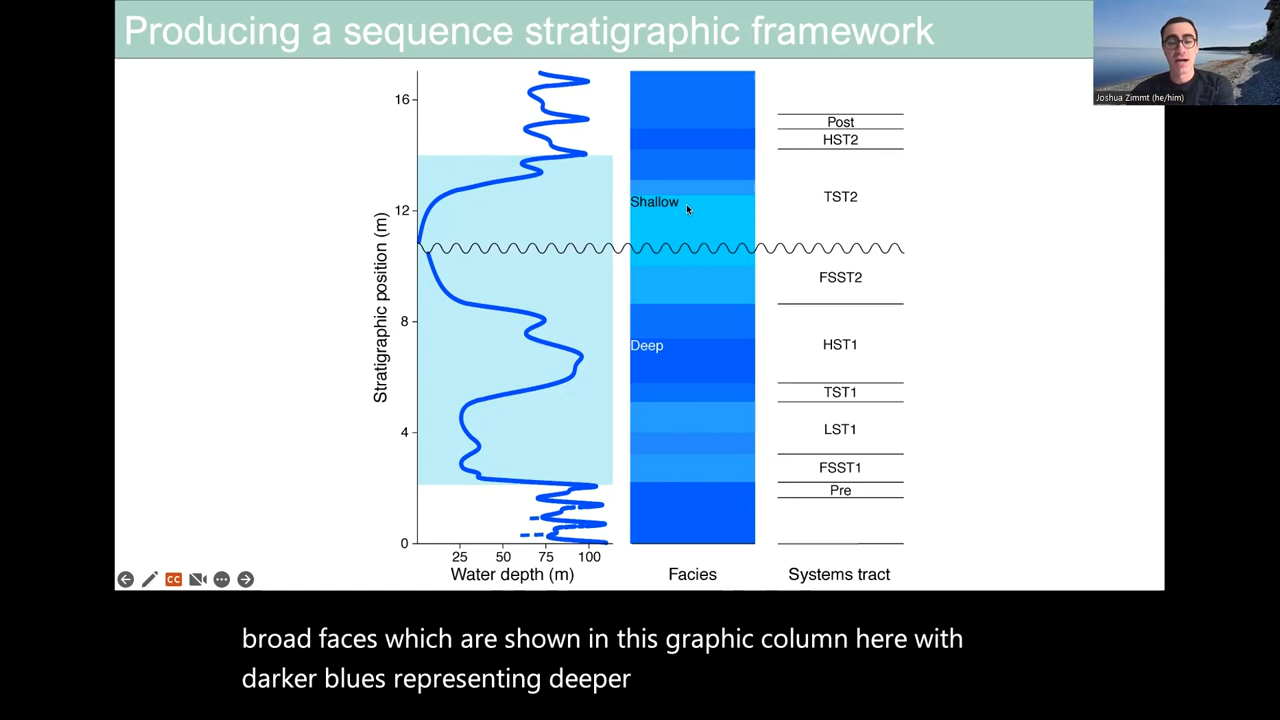 Producing a sequence stratigraphic framework
Joshua Zimmt (he/him)
Stratigraphic position (m)
16
12
8
4
0
25 50 75 100
Water depth (m)
Shallow
Deep
Facies
Post
HST2
TST2
FSST2
HST1
TST1
LST1
FSST1
Pre
Systems tract
CC
broad faces which are shown in this graphic column here with
darker blues representing deeper